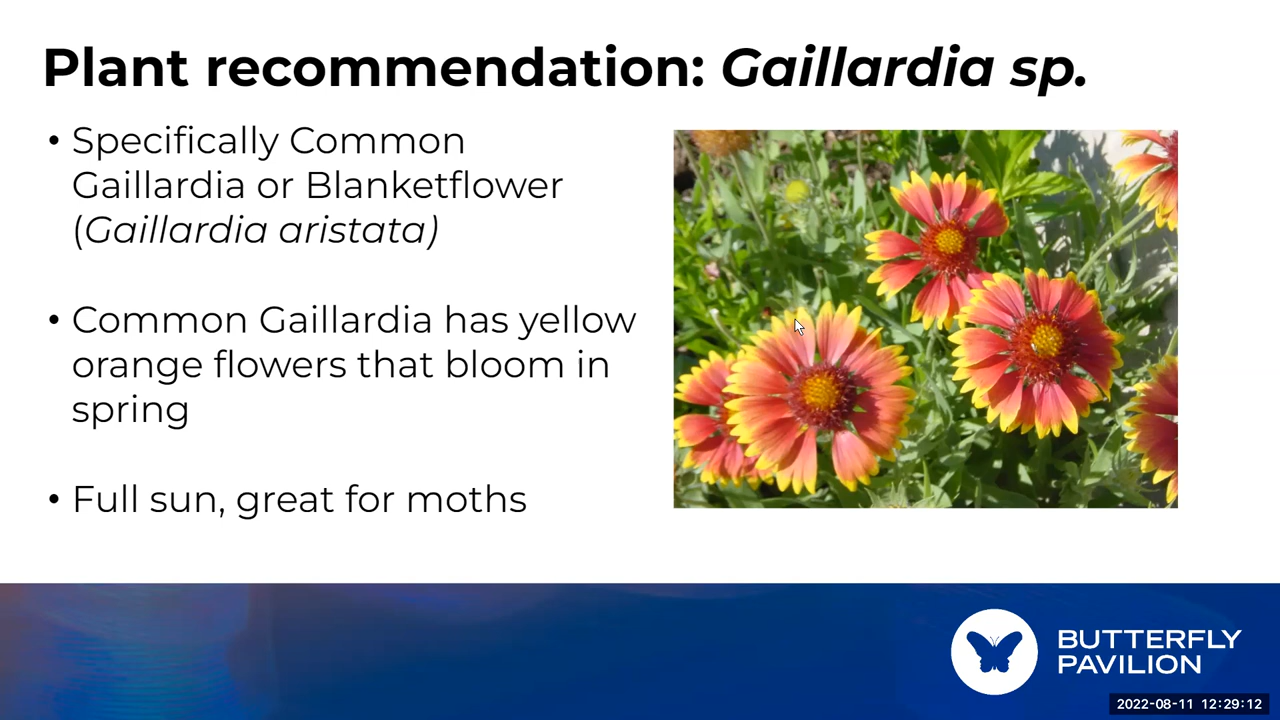 Plant recommendation: Gaillardia sp.
• Specifically Common
Gaillardia or Blanketflower
(Gaillardia aristata)
• Common Gaillardia has yellow
orange flowers that bloom in
spring
• Full sun, great for moths
BUTTERFLY
PAVILION
2022-08-11 12:29:12